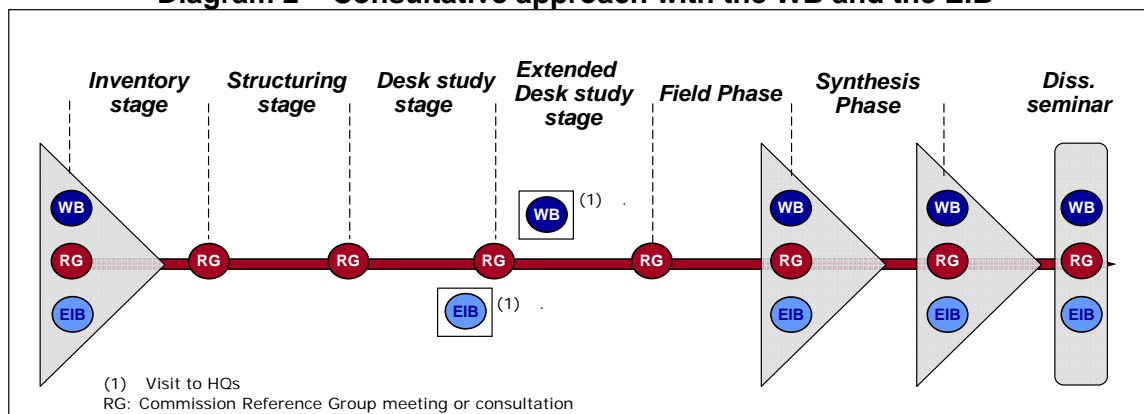 Diagram 2 – Consultative approach with the WB and the EIB
Inventory stage
Structuring stage
Desk study stage
Extended Desk study stage
Field Phase
Synthesis Phase
Diss. seminar
WB
WB
(1) .
WB
WB
WB
RG
RG
RG
RG
RG
RG
RG
RG
EIB
EIB
(1) .
EIB
EIB
EIB
(1) Visit to HQs
RG: Commission Reference Group meeting or consultation